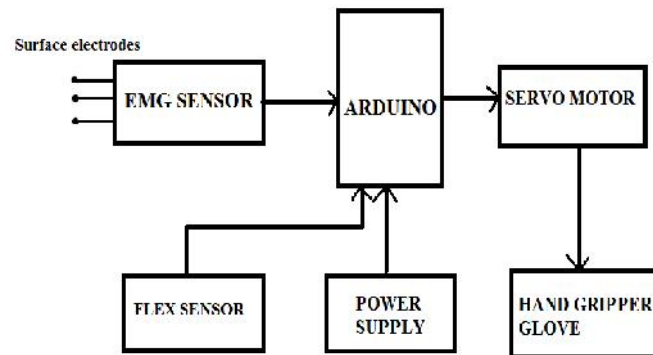 Surface electrodes
EMG SENSOR
ARDUINO
SERVO MOTOR
FLEX SENSOR
POWER
SUPPLY
HAND GRIPPER
GLOVE